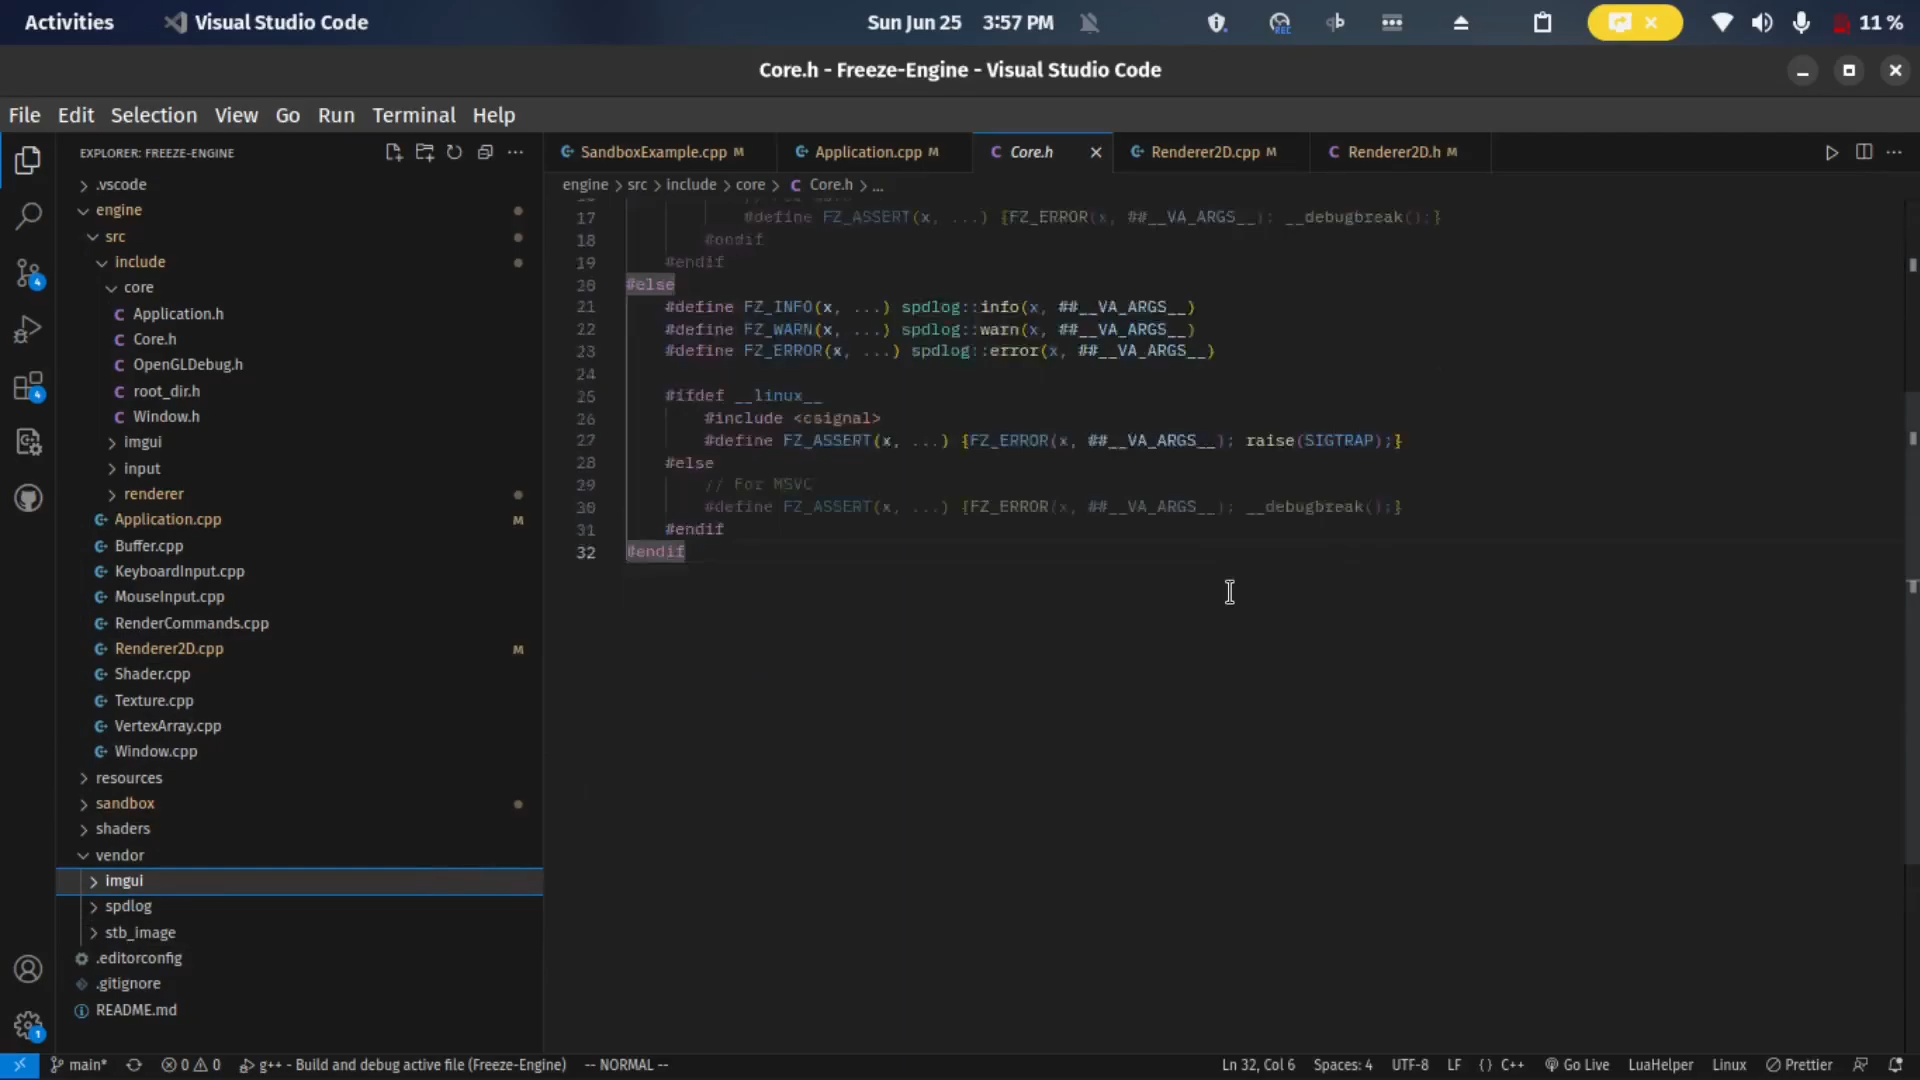 Activities Visual Studio Code Sun Jun 25 3:57 PM REC qb 11 %
Core.h - Freeze-Engine - Visual Studio Code
File Edit Selection View Go Run Terminal Help
EXPLORER: FREEZE-ENGINE
SandboxExample.cpp M Application.cpp M C Core.h Renderer2D.cpp M C Renderer2D.h M
engine > src > include > core > C Core.h > ...
.vscode
engine
src
include
core
C Application.h
C Core.h
C OpenGLDebug.h
C root_dir.h
C Window.h
imgui
input
renderer
Application.cpp M
Buffer.cpp
KeyboardInput.cpp
MouseInput.cpp
RenderCommands.cpp
Renderer2D.cpp M
Shader.cpp
Texture.cpp
VertexArray.cpp
Window.cpp
resources
sandbox
shaders
vendor
imgui
spdlog
stb_image
.editorconfig
.gitignore
README.md
4
4
1
17 #define FZ_ASSERT(x, ...) {FZ_ERROR(x, ##__VA_ARGS__); __debugbreak();}
18 #endif
19 #endif
20 #else
21 #define FZ_INFO(x, ...) spdlog::info(x, ##__VA_ARGS__)
22 #define FZ_WARN(x, ...) spdlog::warn(x, ##__VA_ARGS__)
23 #define FZ_ERROR(x, ...) spdlog::error(x, ##__VA_ARGS__)
24
25 #ifdef __linux__
26 #include <csignal>
27 #define FZ_ASSERT(x, ...) {FZ_ERROR(x, ##__VA_ARGS__); raise(SIGTRAP);}
28 #else
29 // For MSVC
30 #define FZ_ASSERT(x, ...) {FZ_ERROR(x, ##__VA_ARGS__); __debugbreak();}
31 #endif
32 #endif
main* 0 0 g++ - Build and debug active file (Freeze-Engine) -- NORMAL -- Ln 32, Col 6 Spaces: 4 UTF-8 LF {} C++ Go Live LuaHelper Linux Prettier